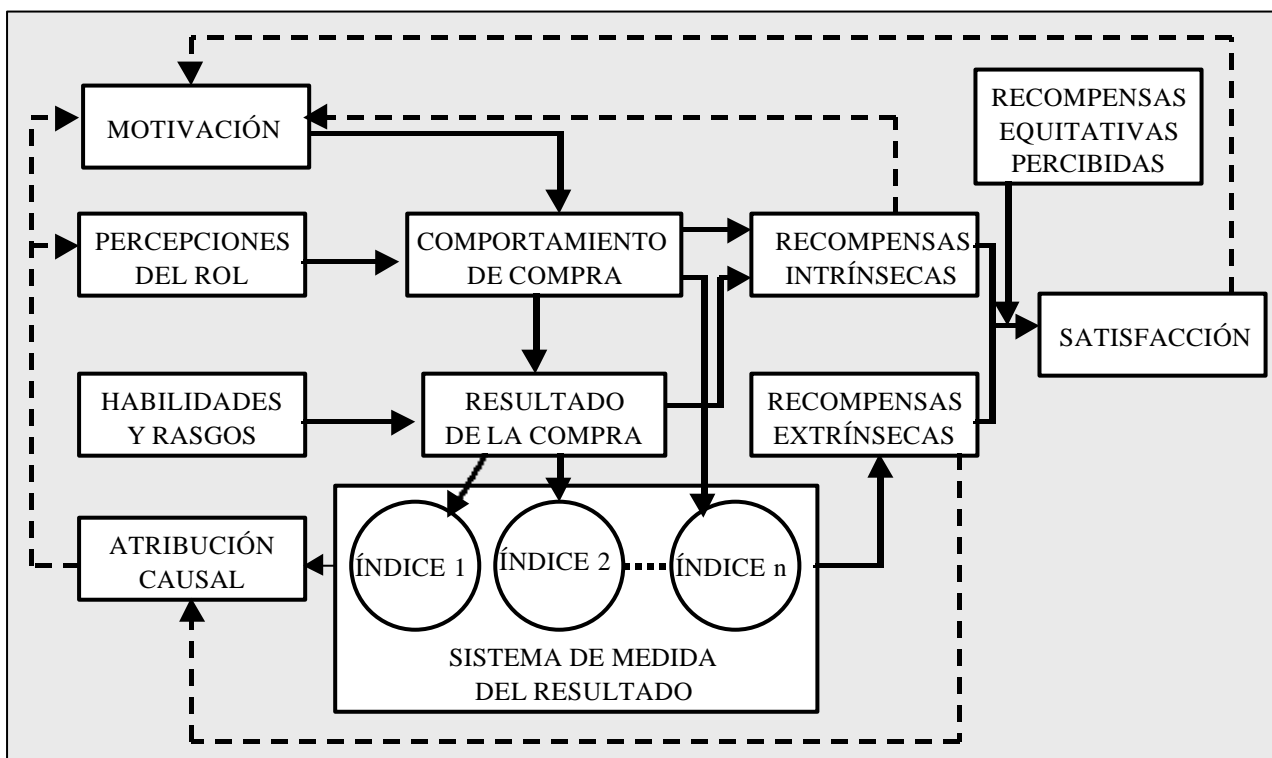 MOTIVACIÓN
RECOMPENSAS
EQUITATIVAS
PERCIBIDAS
PERCEPCIONES
DEL ROL
COMPORTAMIENTO
DE COMPRA
RECOMPENSAS
INTRÍNSECAS
SATISFACCIÓN
HABILIDADES
Y RASGOS
RESULTADO
DE LA COMPRA
RECOMPENSAS
EXTRÍNSECAS
ATRIBUCIÓN
CAUSAL
ÍNDICE 1
ÍNDICE 2
ÍNDICE n
SISTEMA DE MEDIDA
DEL RESULTADO